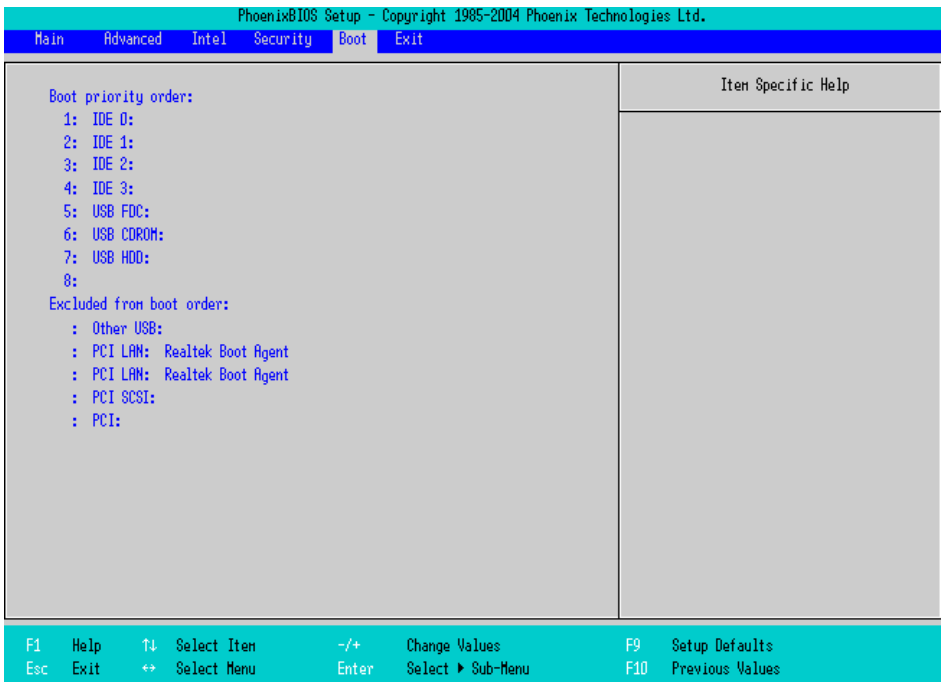 PhoenixBIOS Setup - Copyright 1985-2004 Phoenix Technologies Ltd.
Main Advanced Intel Security Boot Exit
Item Specific Help
Boot priority order:
1: IDE 0:
2: IDE 1:
3: IDE 2:
4: IDE 3:
5: USB FDC:
6: USB CDROM:
7: USB HDD:
8:
Excluded from boot order:
: Other USB:
: PCI LAN: Realtek Boot Agent
: PCI LAN: Realtek Boot Agent
: PCI SCSI:
: PCI:
F1 Help ↑↓ Select Item -/+ Change Values F9 Setup Defaults
Esc Exit ↔ Select Menu Enter Select ▶ Sub-Menu F10 Previous Values